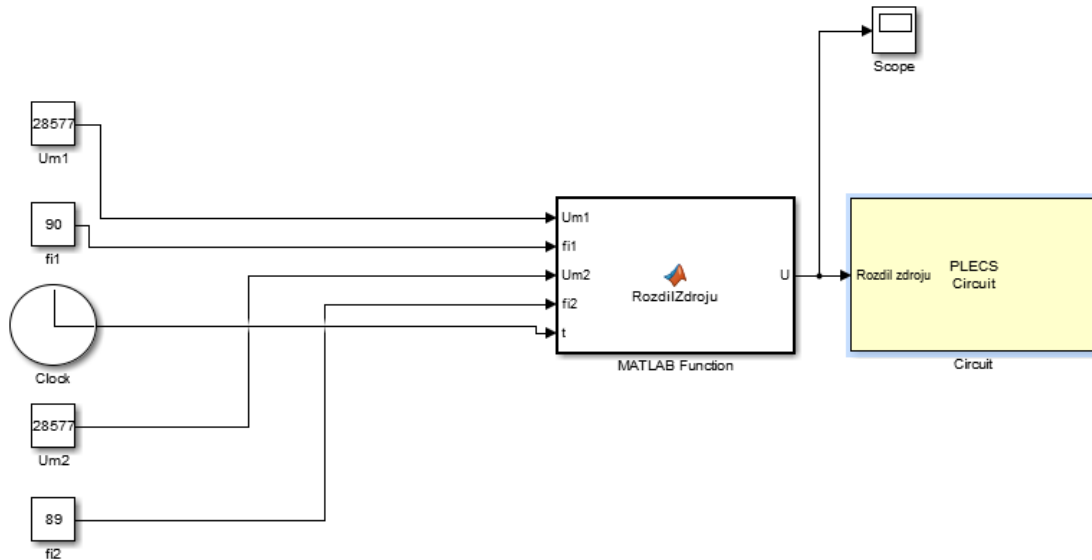 Scope
28577
Um1
90
fi1
Clock
28577
Um2
89
fi2
Um1
fi1
Um2
fi2
t
RozdilZdroju
U
MATLAB Function
Rozdil zdroju
PLECS
Circuit
Circuit